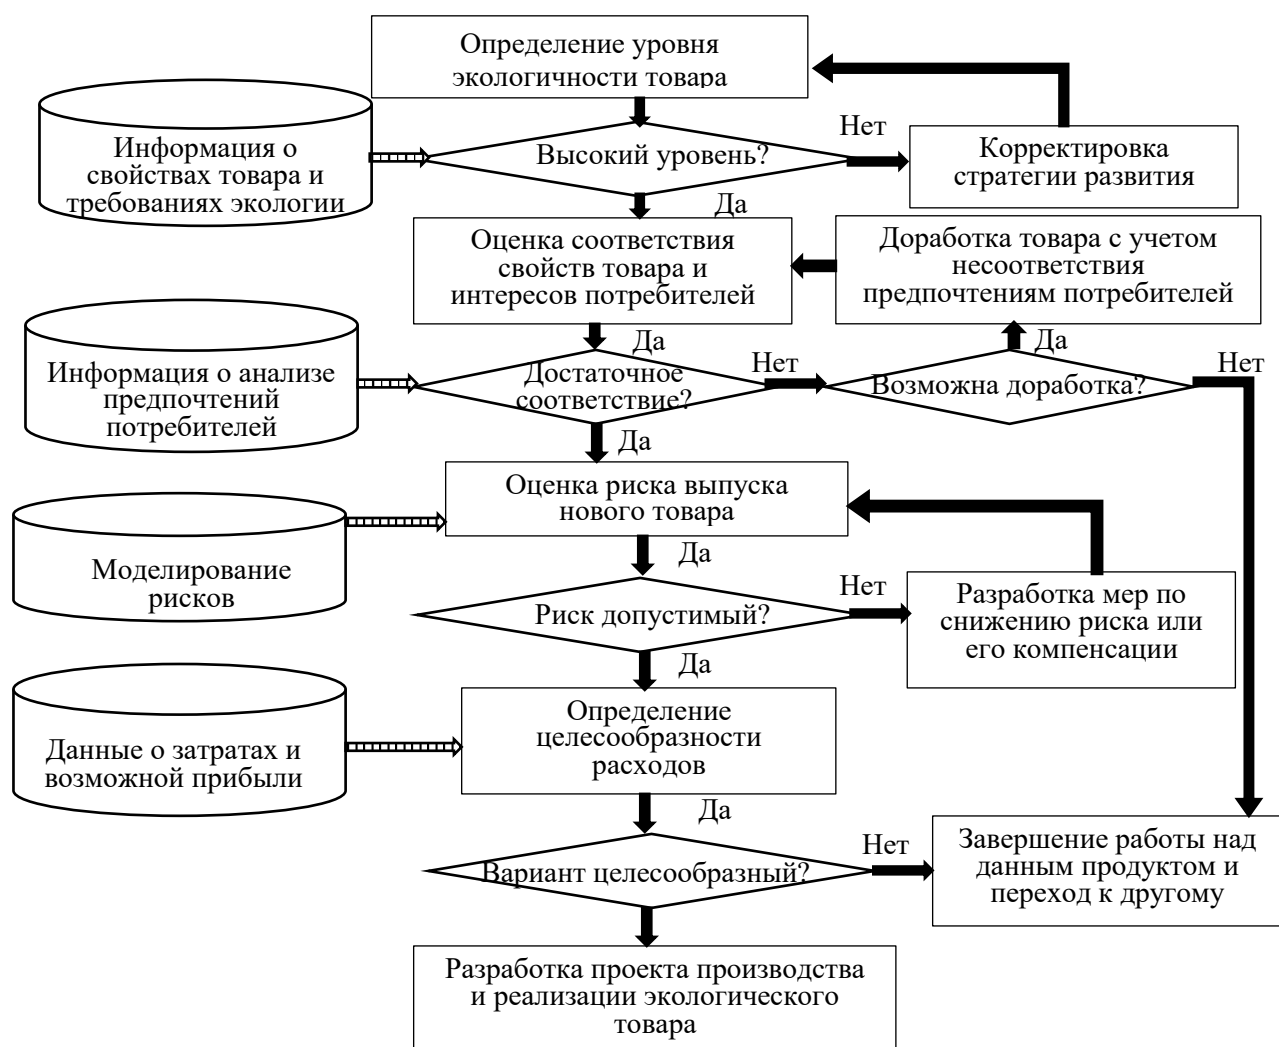 Определение уровня
экологичности товара
Информация о
свойствах товара и
требованиях экологии
Высокий уровень?
Нет
Корректировка
стратегии развития
Да
Оценка соответствия
свойств товара и
интересов потребителей
Доработка товара с учетом
несоответствия
предпочтениям потребителей
Да
Информация о анализе
предпочтений
потребителей
Достаточное
соответствие?
Нет
Возможна доработка?
Да
Нет
Да
Оценка риска выпуска
нового товара
Моделирование
рисков
Да
Риск допустимый?
Нет
Разработка мер по
снижению риска или
его компенсации
Да
Данные о затратах и
возможной прибыли
Определение
целесообразности
расходов
Да
Вариант целесообразный?
Нет
Завершение работы над
данным продуктом и
переход к другому
Разработка проекта производства
и реализации экологического
товара